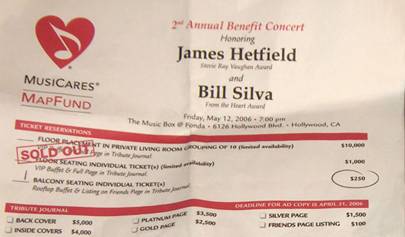 2nd Annual Benefit Concert
Honoring
James Hetfield
Stevie Ray Vaughan Award
and
Bill Silva
From the Heart Award
MUSICARES®
MAPFUND
Friday, May 12, 2006 - 7:00 pm
The Music Box @ Fonda • 6126 Hollywood Blvd. • Hollywood, CA
TICKET RESERVATIONS
FLOOR PLACEMENT IN PRIVATE LIVING ROOM GROUPING OF 10 (limited availability) $10,000
Page in Tribute Journal.
SOLD OUT
FLOOR SEATING INDIVIDUAL TICKET(s) (limited availability) $1,000
VIP Buffet & Full Page in Tribute Journal.
1 BALCONY SEATING INDIVIDUAL TICKET(s) $250
Rooftop Buffet & Listing on Friends Page in Tribute Journal.
TRIBUTE JOURNAL DEADLINE FOR AD COPY IS APRIL 21, 2006
BACK COVER $5,000 PLATINUM PAGE $3,500 SILVER PAGE $1,500
INSIDE COVERS $4,000 GOLD PAGE $2,500 FRIENDS PAGE LISTING $100